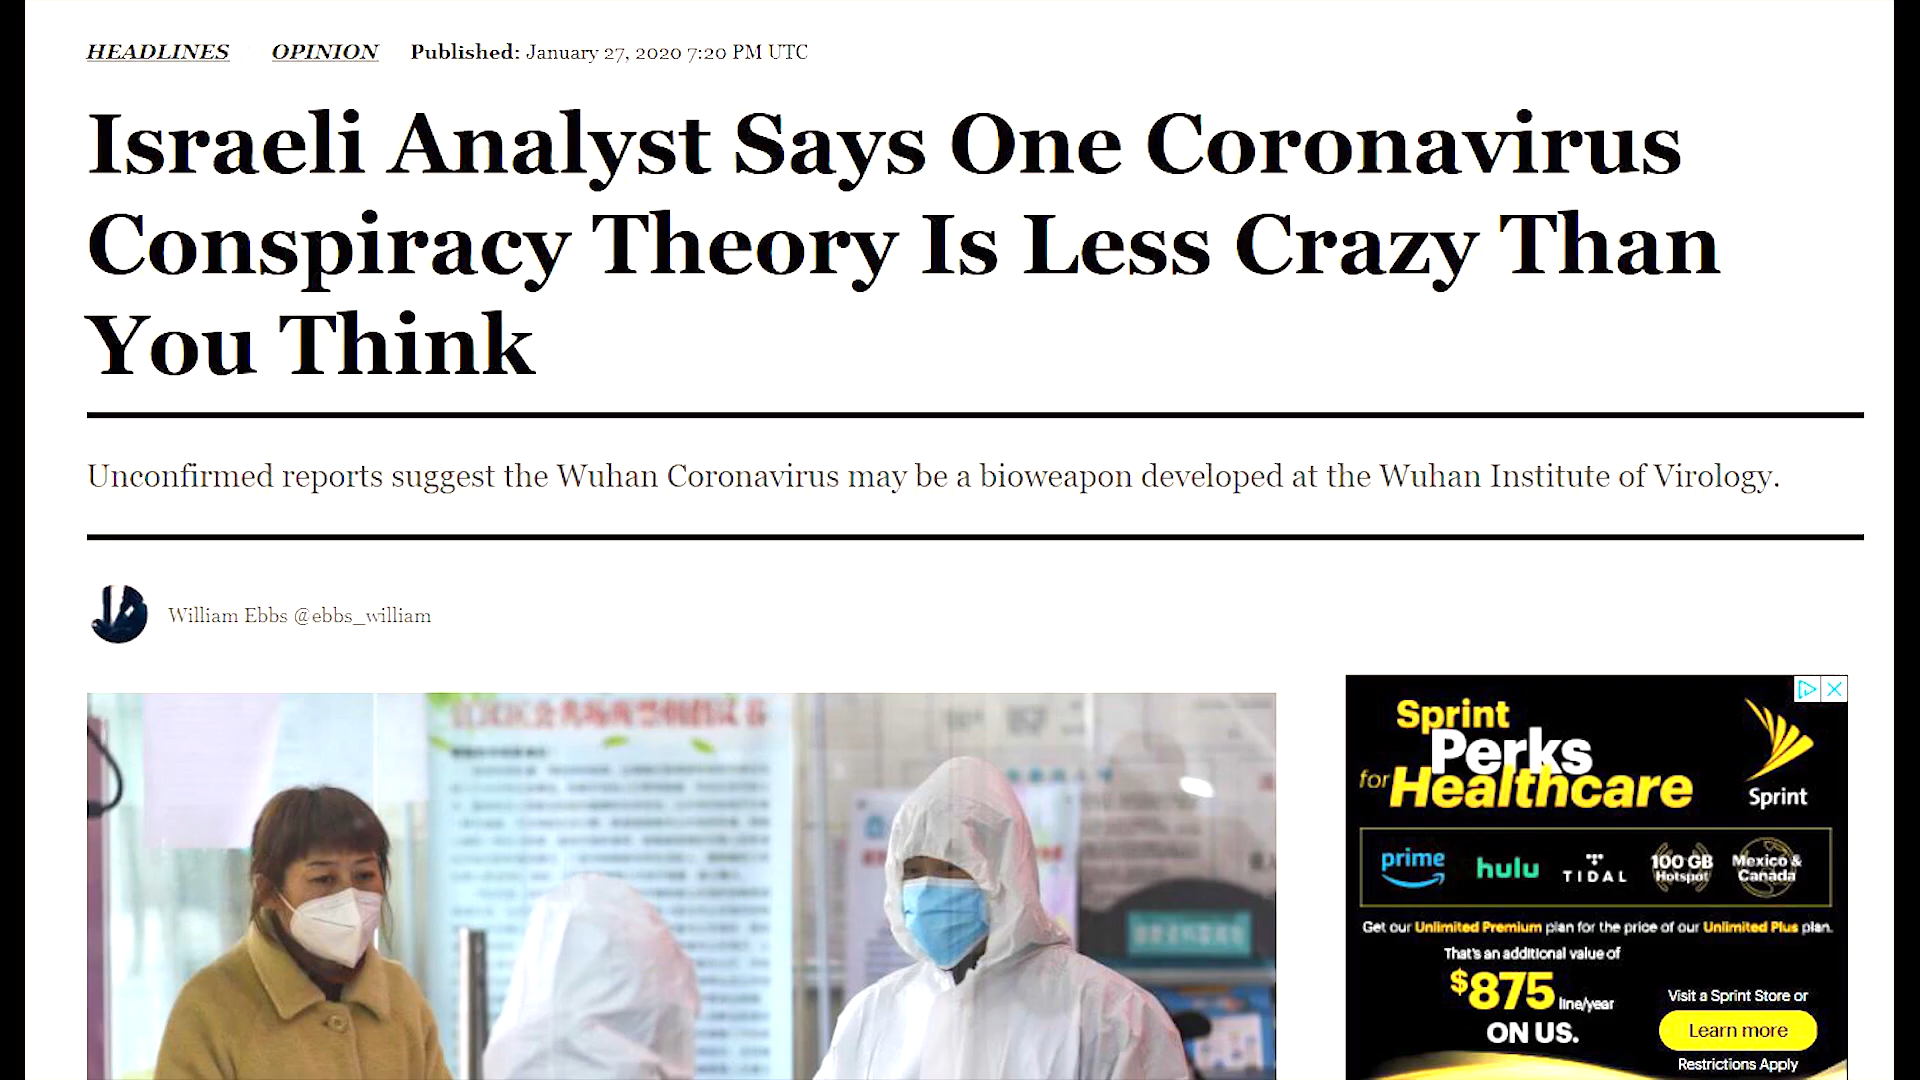 HEADLINES OPINION Published: January 27, 2020 7:20 PM UTC
Israeli Analyst Says One Coronavirus
Conspiracy Theory Is Less Crazy Than
You Think
Unconfirmed reports suggest the Wuhan Coronavirus may be a bioweapon developed at the Wuhan Institute of Virology.
William Ebbs @ebbs_william
Sprint
Perks
for Healthcare
Sprint
prime
hulu
TIDAL
100 GB
Hotspot
Mexico &
Canada
Get our Unlimited Premium plan for the price of our Unlimited Plus plan.
That's an additional value of
$875 line/year
ON US.
Visit a Sprint Store or
Learn more
Restrictions Apply